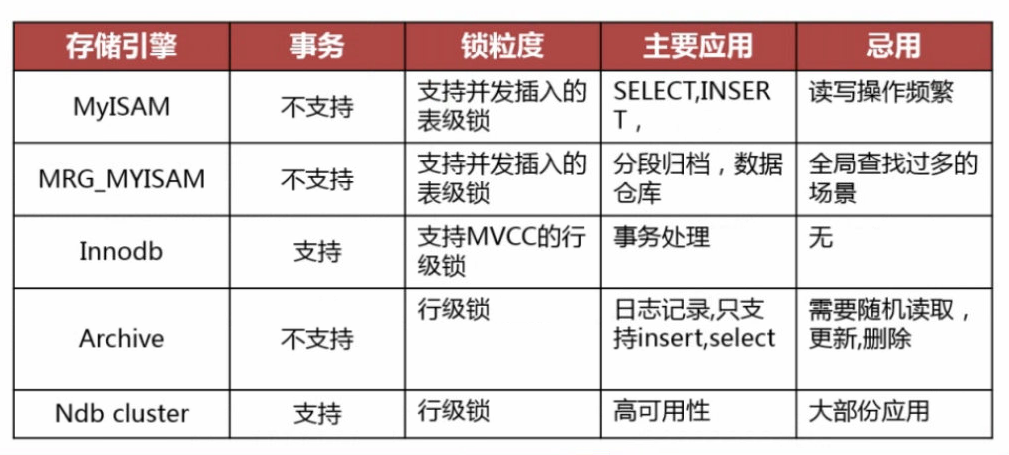 存储引擎 事务 锁粒度 主要应用 忌用
MyISAM 不支持 支持并发插入的表级锁 SELECT,INSERT， 读写操作频繁
MRG_MYISAM 不支持 支持并发插入的表级锁 分段归档，数据仓库 全局查找过多的场景
Innodb 支持 支持MVCC的行级锁 事务处理 无
Archive 不支持 行级锁 日志记录,只支持insert,select 需要随机读取，更新,删除
Ndb cluster 支持 行级锁 高可用性 大部份应用